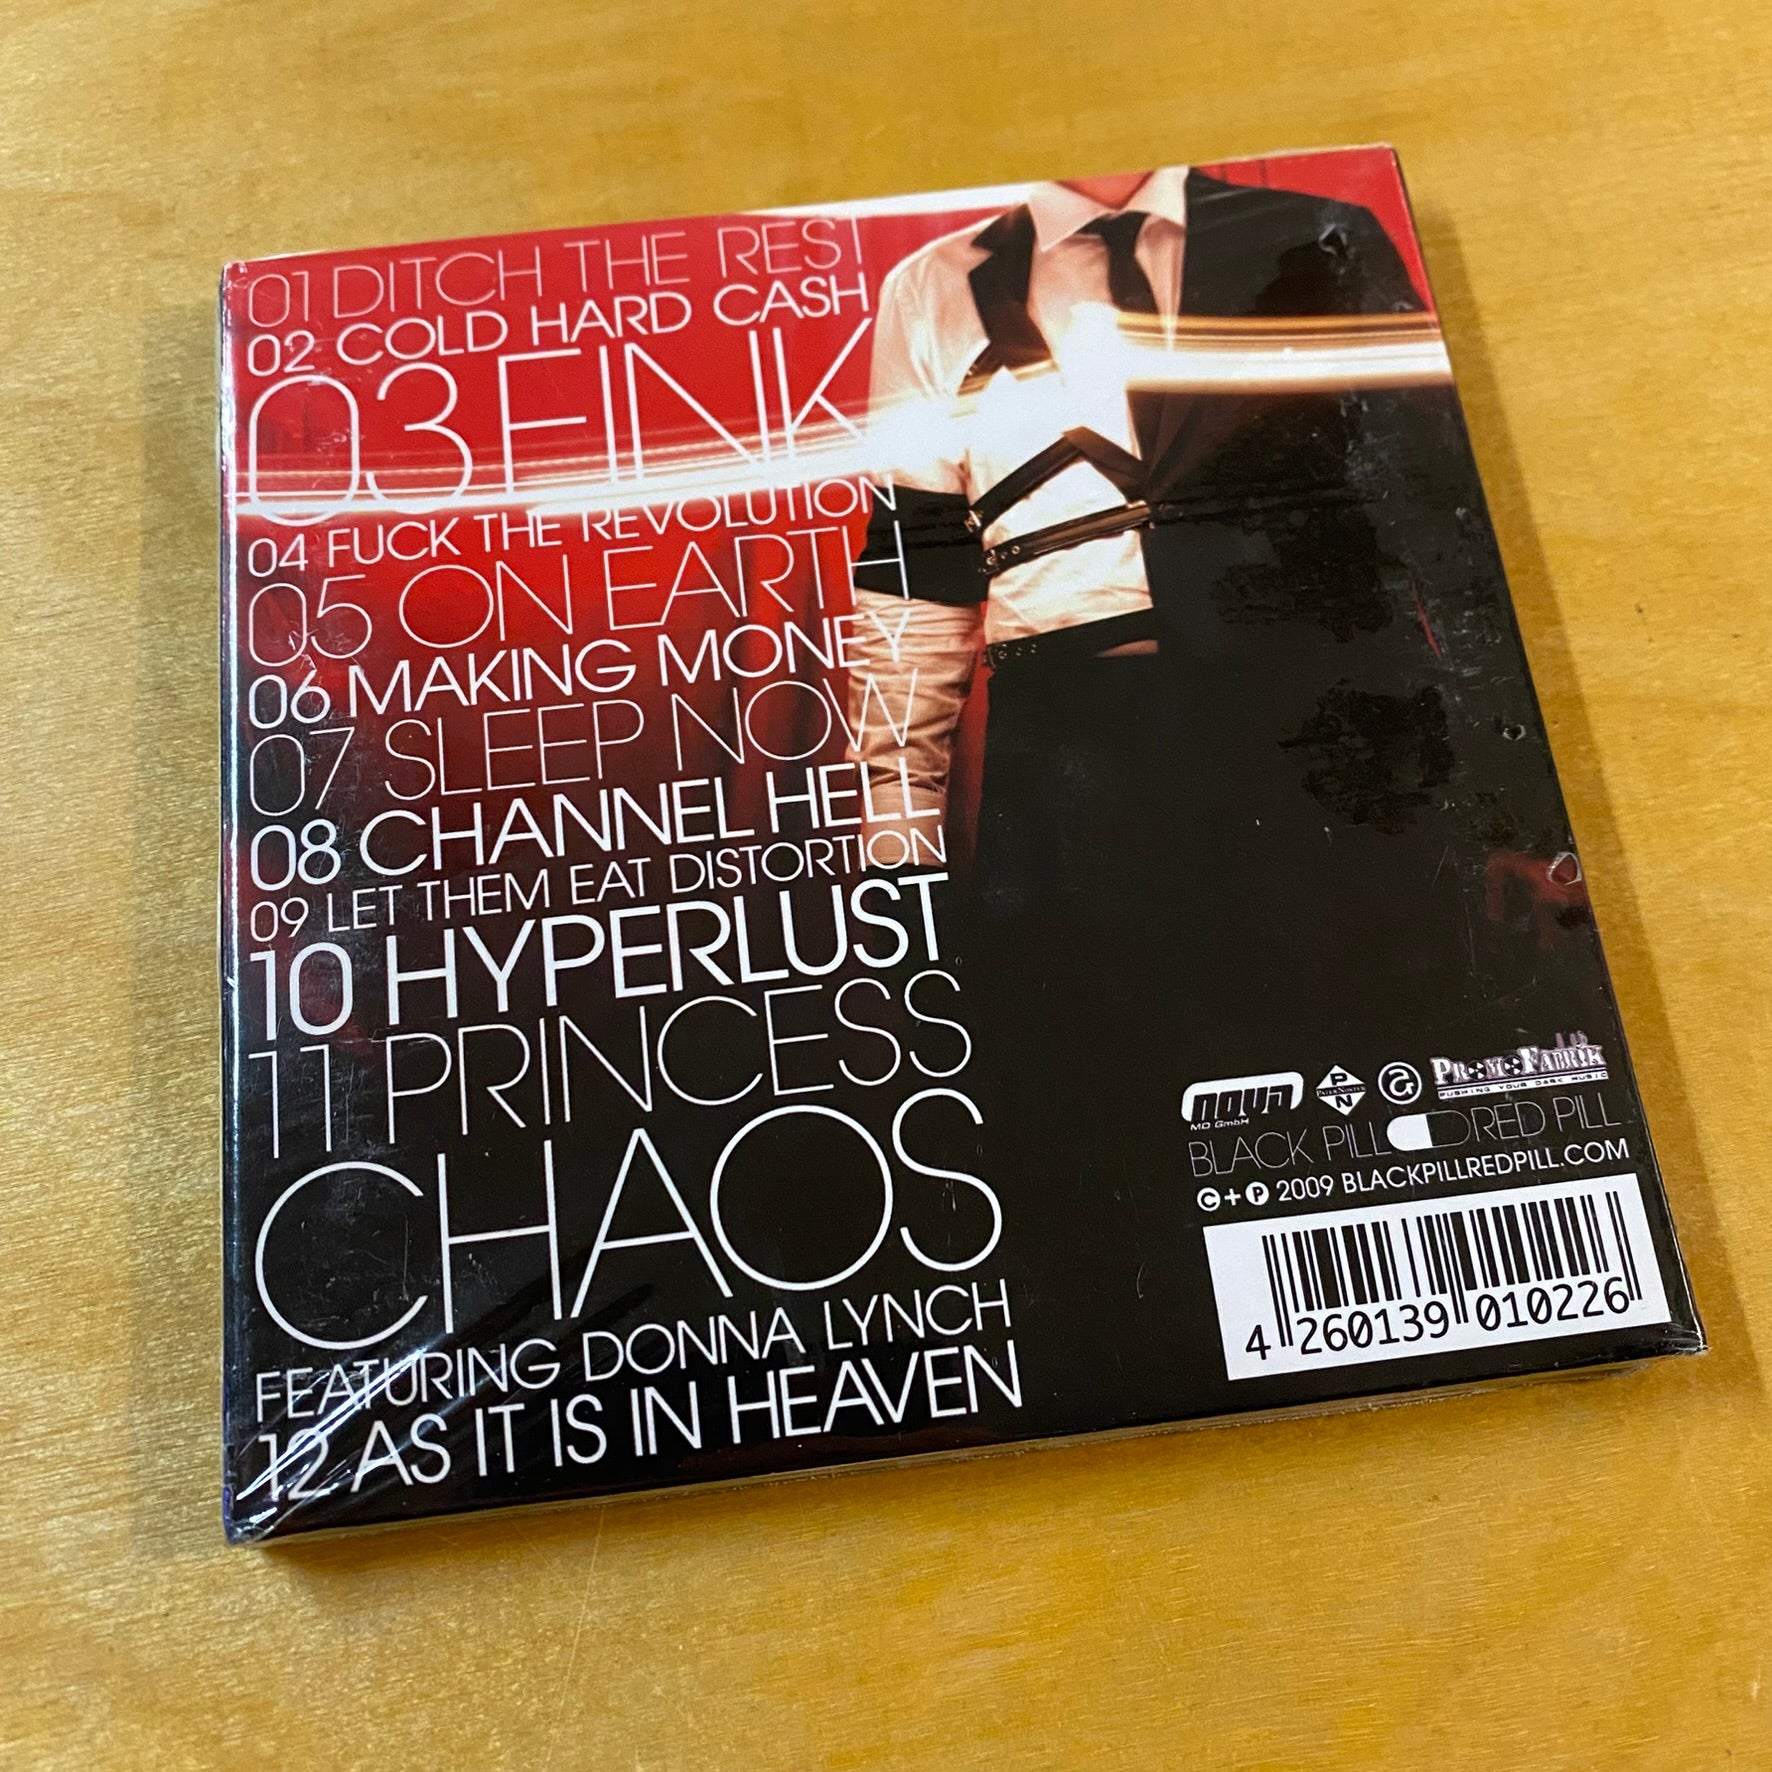 01 DITCH THE REST
02 COLD HARD CASH
03 FINK
04 FUCK THE REVOLUTION
05 ON EARTH
06 MAKING MONEY
07 SLEEP NOW
08 CHANNEL HELL
09 LET THEM EAT DISTORTION
10 HYPERLUST
11 PRINCESS
CHAOS
FEATURING DONNA LYNCH
12 AS IT IS IN HEAVEN
nova
MD GmbH
P
PATERNOSTER
N
a
PROMOFABRIK
PUSHING YOUR DARK MUSIC
BLACK PILL RED PILL
©+℗ 2009 BLACKPILLREDPILL.COM
4 260139 010226